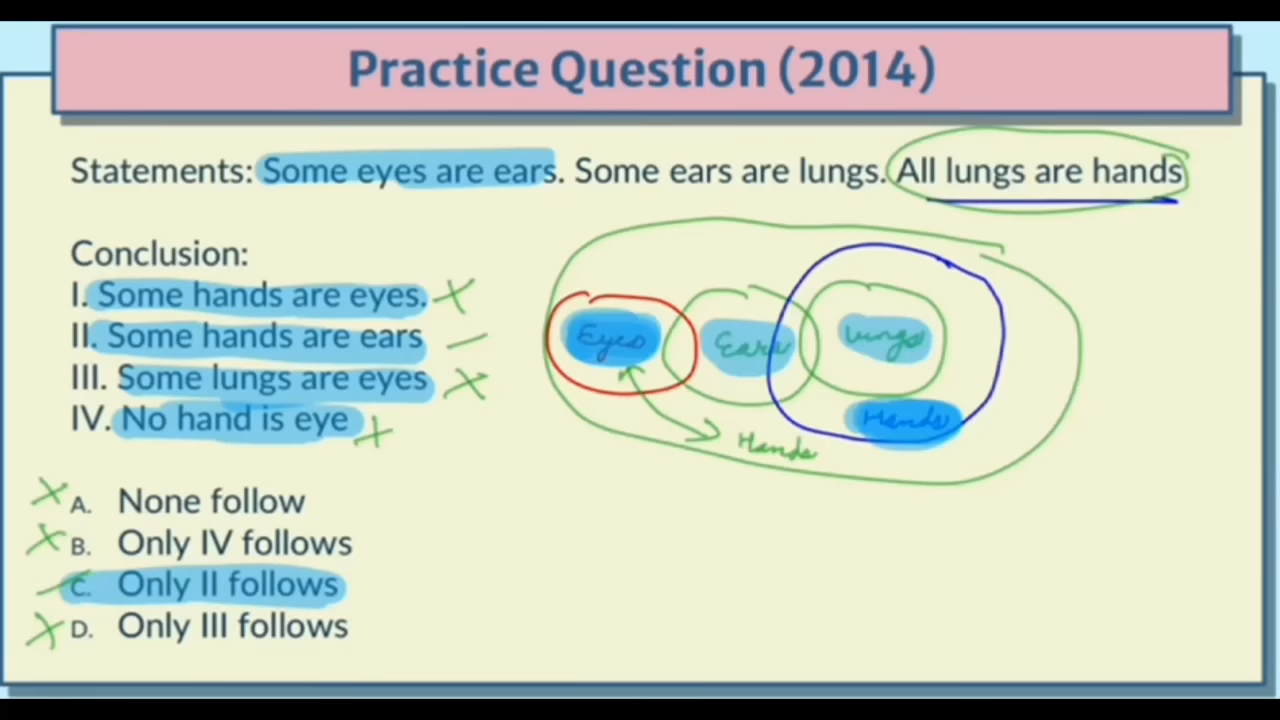 Practice Question (2014)
Statements: Some eyes are ears. Some ears are lungs. All lungs are hands
Conclusion:
I. Some hands are eyes.
II. Some hands are ears
III. Some lungs are eyes
IV. No hand is eye
Eyes Ears Lungs
Hands
Hands
A. None follow
B. Only IV follows
C. Only II follows
D. Only III follows